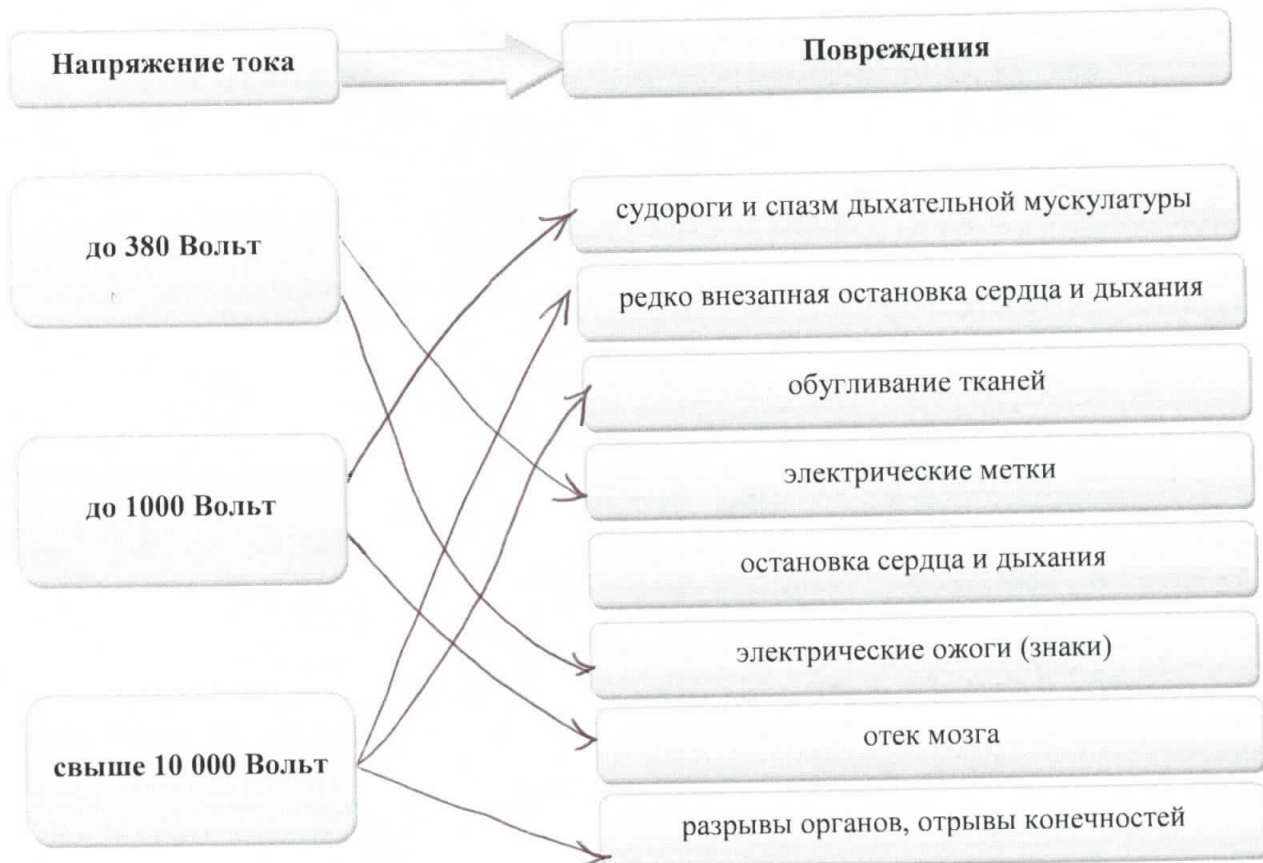 Напряжение тока
Повреждения
до 380 Вольт
до 1000 Вольт
свыше 10 000 Вольт
судороги и спазм дыхательной мускулатуры
редко внезапная остановка сердца и дыхания
обугливание тканей
электрические метки
остановка сердца и дыхания
электрические ожоги (знаки)
отек мозга
разрывы органов, отрывы конечностей